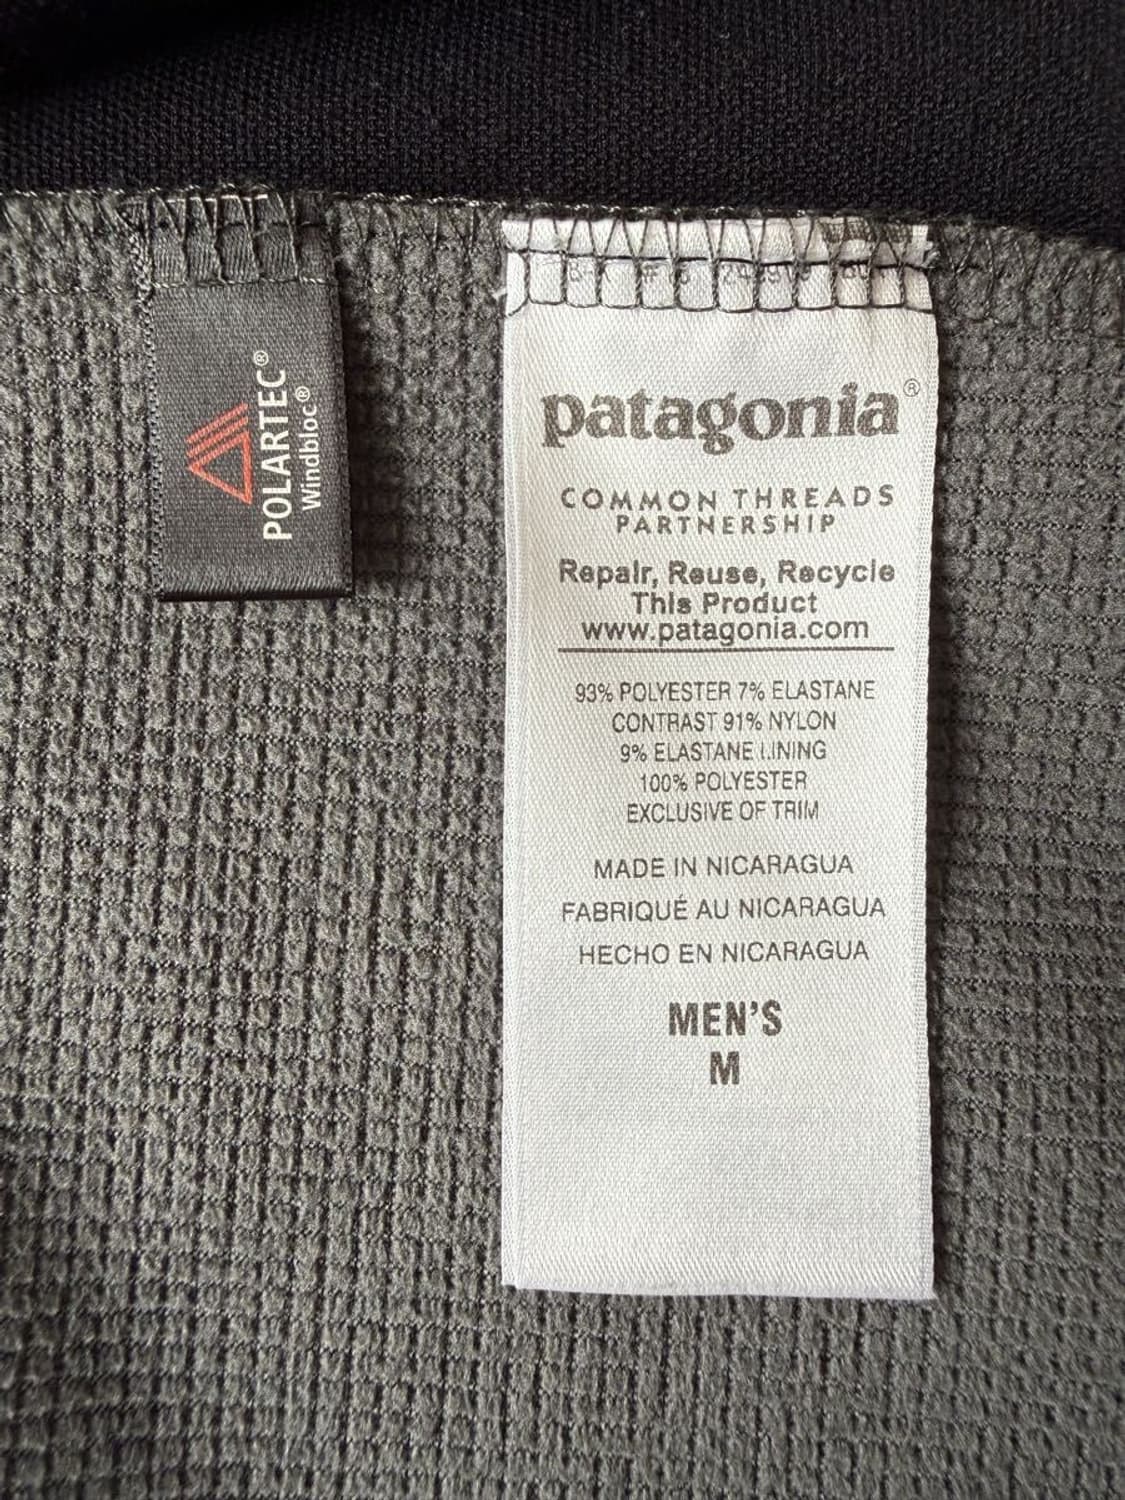 POLARTEC®
Windbloc®
patagonia®
COMMON THREADS
PARTNERSHIP
Repair, Reuse, Recycle
This Product
www.patagonia.com
93% POLYESTER 7% ELASTANE
CONTRAST 91% NYLON
9% ELASTANE LINING
100% POLYESTER
EXCLUSIVE OF TRIM
MADE IN NICARAGUA
FABRIQUÉ AU NICARAGUA
HECHO EN NICARAGUA
MEN'S
M